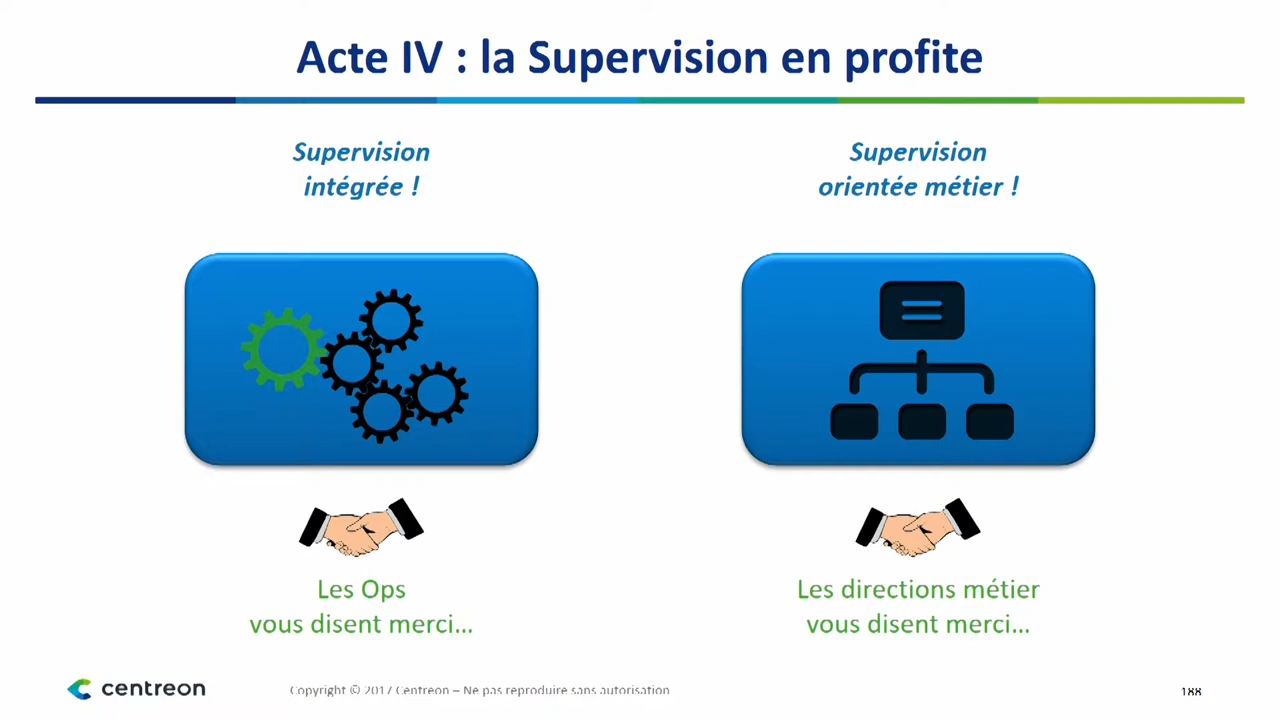 Acte IV : la Supervision en profite
Supervision
intégrée !
Supervision
orientée métier !
Les Ops
vous disent merci...
Les directions métier
vous disent merci...
centreon
Copyright © 2017 Centreon – Ne pas reproduire sans autorisation
188